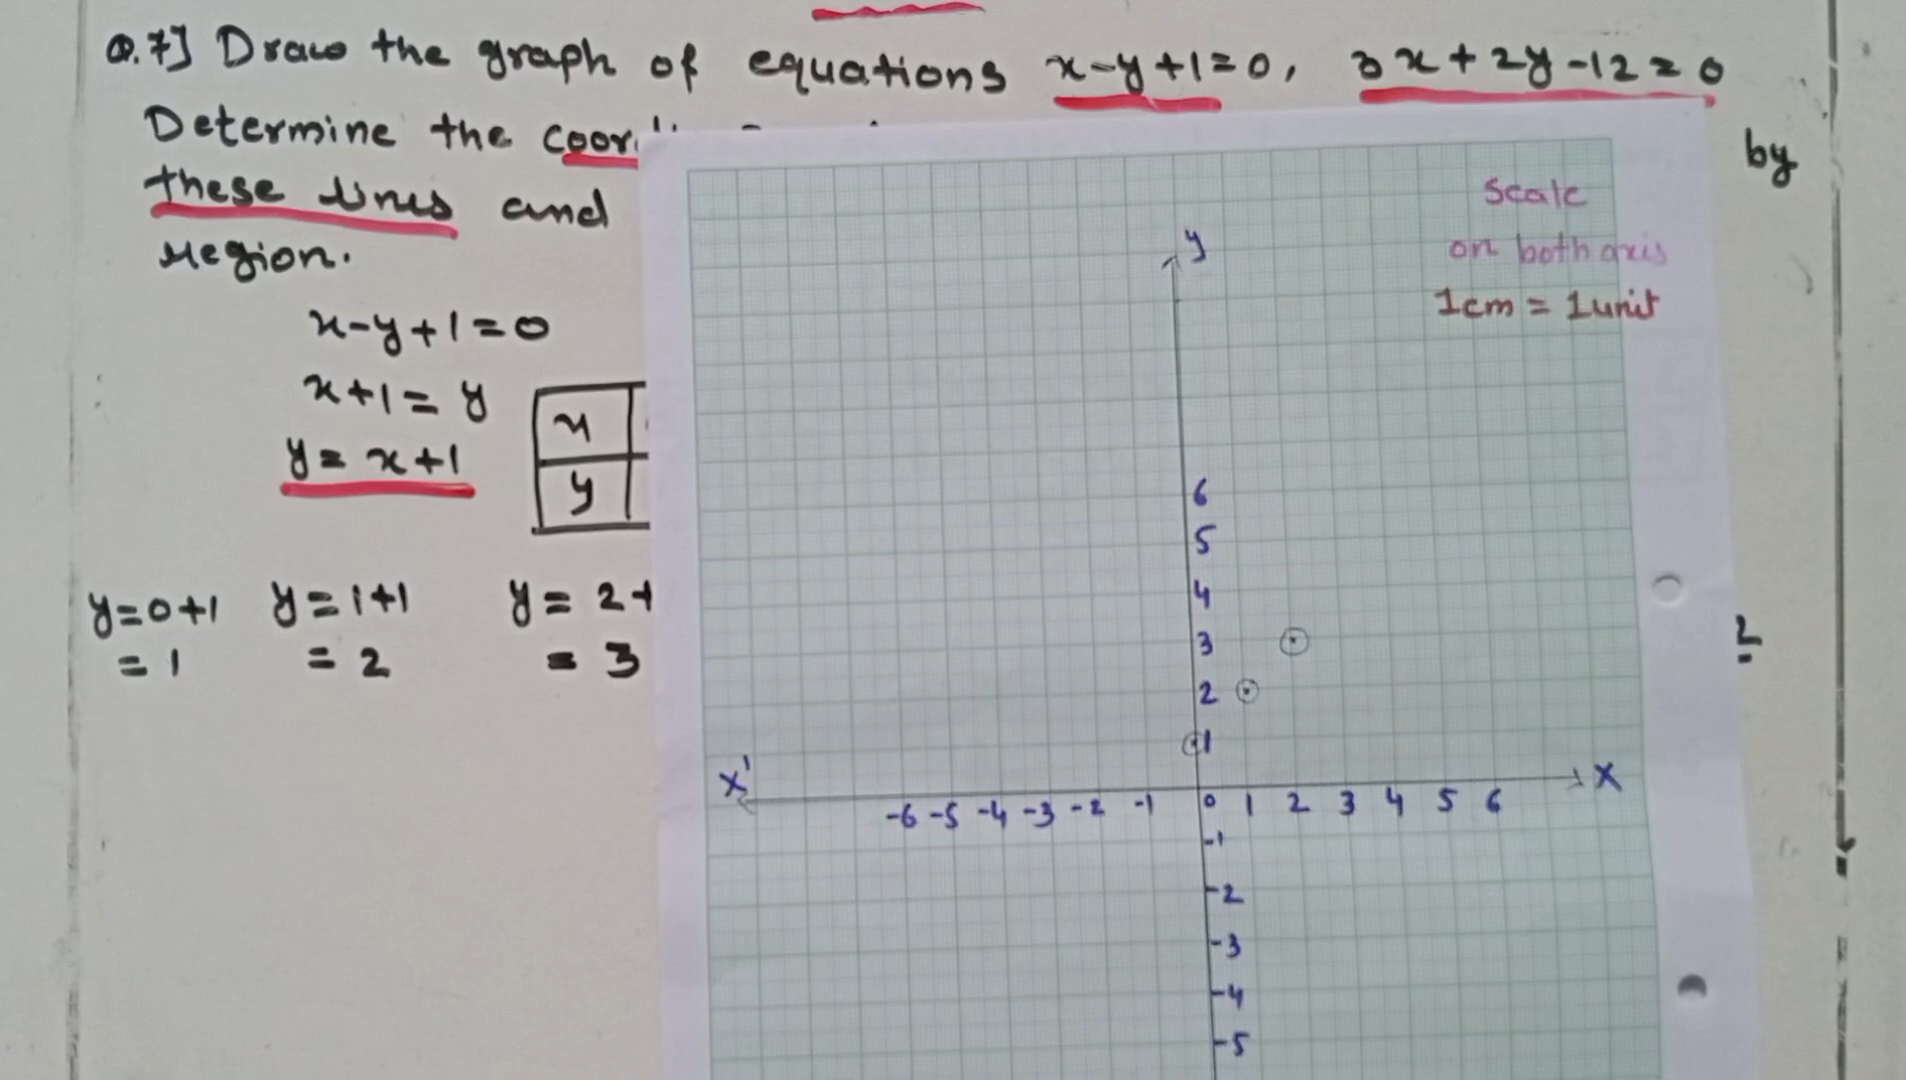 Q.7] Draw the graph of equations x-y+1=0, 3x+2y-12=0
Determine the by
these lines and
region.
x-y+1=0
x+1=y
y=x+1
x
y
y=0+1 y=1+1 y=2+
=1 =2 =3
Scale
on both axis
1cm = 1unit
y
6
5
4
3
2
1
X' X
-6 -5 -4 -3 -2 -1 0 1 2 3 4 5 6
-1
-2
-3
-4
-5